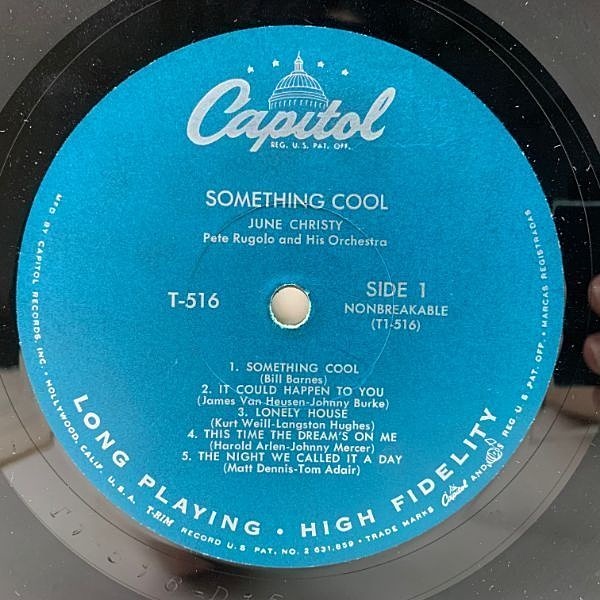 Capitol
REG. U.S. PAT. OFF.
SOMETHING COOL
JUNE CHRISTY
Pete Rugolo and His Orchestra
T-516
SIDE 1
NONBREAKABLE
(T1-516)
1. SOMETHING COOL
(Bill Barnes)
2. IT COULD HAPPEN TO YOU
(James Van Heusen-Johnny Burke)
3. LONELY HOUSE
(Kurt Weill-Langston Hughes)
4. THIS TIME THE DREAM'S ON ME
(Harold Arlen-Johnny Mercer)
5. THE NIGHT WE CALLED IT A DAY
(Matt Dennis-Tom Adair)
LONG PLAYING • HIGH FIDELITY
MFD BY CAPITOL RECORDS, INC. • HOLLYWOOD, CALIF. U.S.A. T-RIM RECORD U.S. PAT. NO. 2 631,859 • TRADE MARKS Capitol AND REG U.S. PAT. OFF. • MARCAS REGISTRADAS